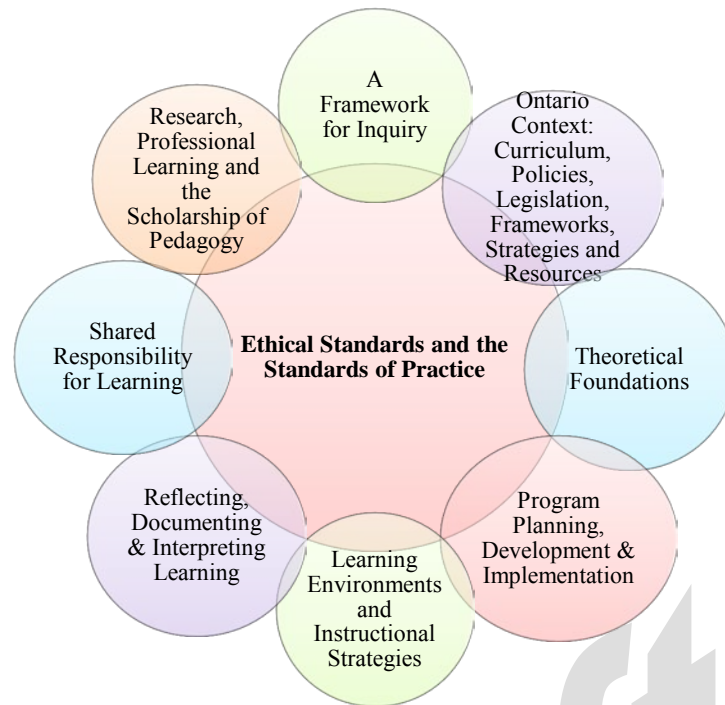 A
Framework
for Inquiry
Ontario
Context:
Curriculum,
Policies,
Legislation,
Frameworks,
Strategies and
Resources
Theoretical
Foundations
Program
Planning,
Development &
Implementation
Learning
Environments
and
Instructional
Strategies
Reflecting,
Documenting
& Interpreting
Learning
Shared
Responsibility
for Learning
Research,
Professional
Learning and
the
Scholarship of
Pedagogy
Ethical Standards and the
Standards of Practice